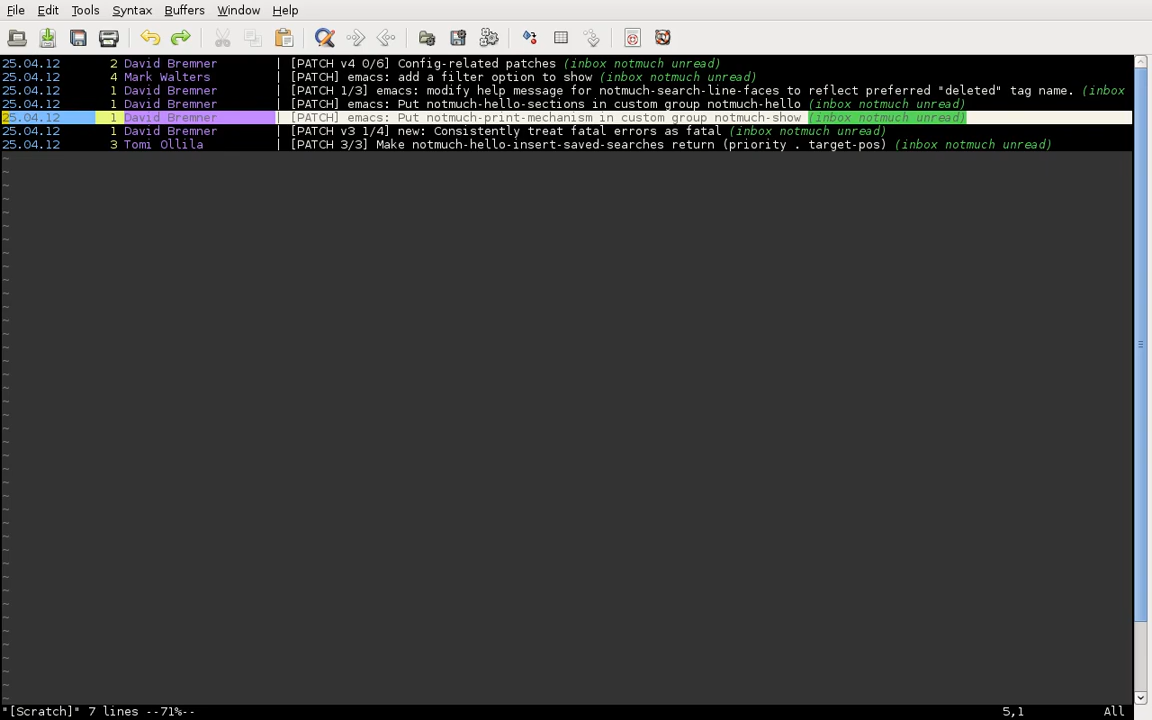 File Edit Tools Syntax Buffers Window Help
25.04.12 2 David Bremner | [PATCH v4 0/6] Config-related patches (inbox notmuch unread)
25.04.12 4 Mark Walters | [PATCH] emacs: add a filter option to show (inbox notmuch unread)
25.04.12 1 David Bremner | [PATCH 1/3] emacs: modify help message for notmuch-search-line-faces to reflect preferred "deleted" tag name. (inbox
25.04.12 1 David Bremner | [PATCH] emacs: Put notmuch-hello-sections in custom group notmuch-hello (inbox notmuch unread)
25.04.12 1 David Bremner | [PATCH] emacs: Put notmuch-print-mechanism in custom group notmuch-show (inbox notmuch unread)
25.04.12 1 David Bremner | [PATCH v3 1/4] new: Consistently treat fatal errors as fatal (inbox notmuch unread)
25.04.12 3 Tomi Ollila | [PATCH 3/3] Make notmuch-hello-insert-saved-searches return (priority . target-pos) (inbox notmuch unread)
"[Scratch]" 7 lines --71%-- 5,1 All